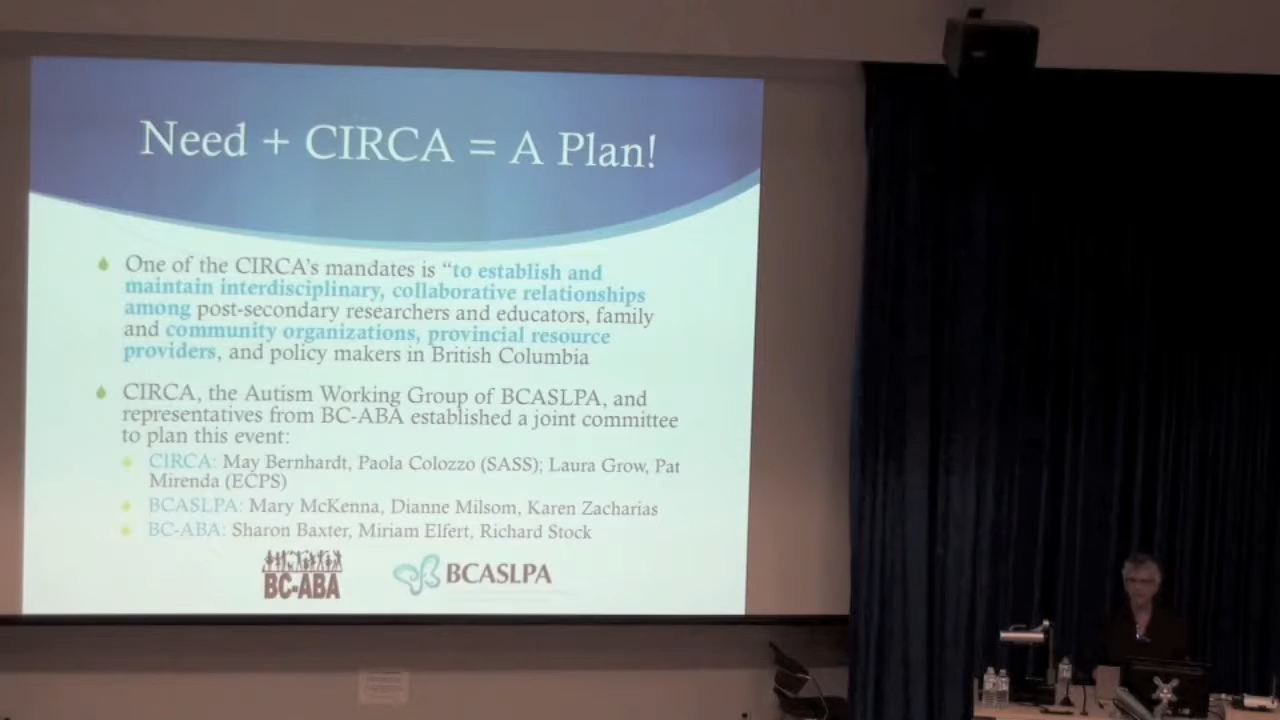 Need + CIRCA = A Plan!
One of the CIRCA's mandates is "to establish and
maintain interdisciplinary, collaborative relationships
among post-secondary researchers and educators, family
and community organizations, provincial resource
providers, and policy makers in British Columbia
CIRCA, the Autism Working Group of BCASLPA, and
representatives from BC-ABA established a joint committee
to plan this event:
CIRCA: May Bernhardt, Paola Colozzo (SASS); Laura Grow, Pat
Mirenda (ECPS)
BCASLPA: Mary McKenna, Dianne Milsom, Karen Zacharias
BC-ABA: Sharon Baxter, Miriam Elfert, Richard Stock
BC-ABA
BCASLPA